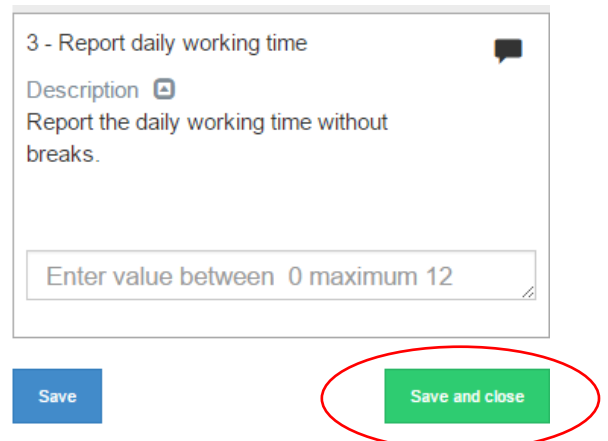 3 - Report daily working time
Description
Report the daily working time without
breaks.
Enter value between  0 maximum 12
Save
Save and close